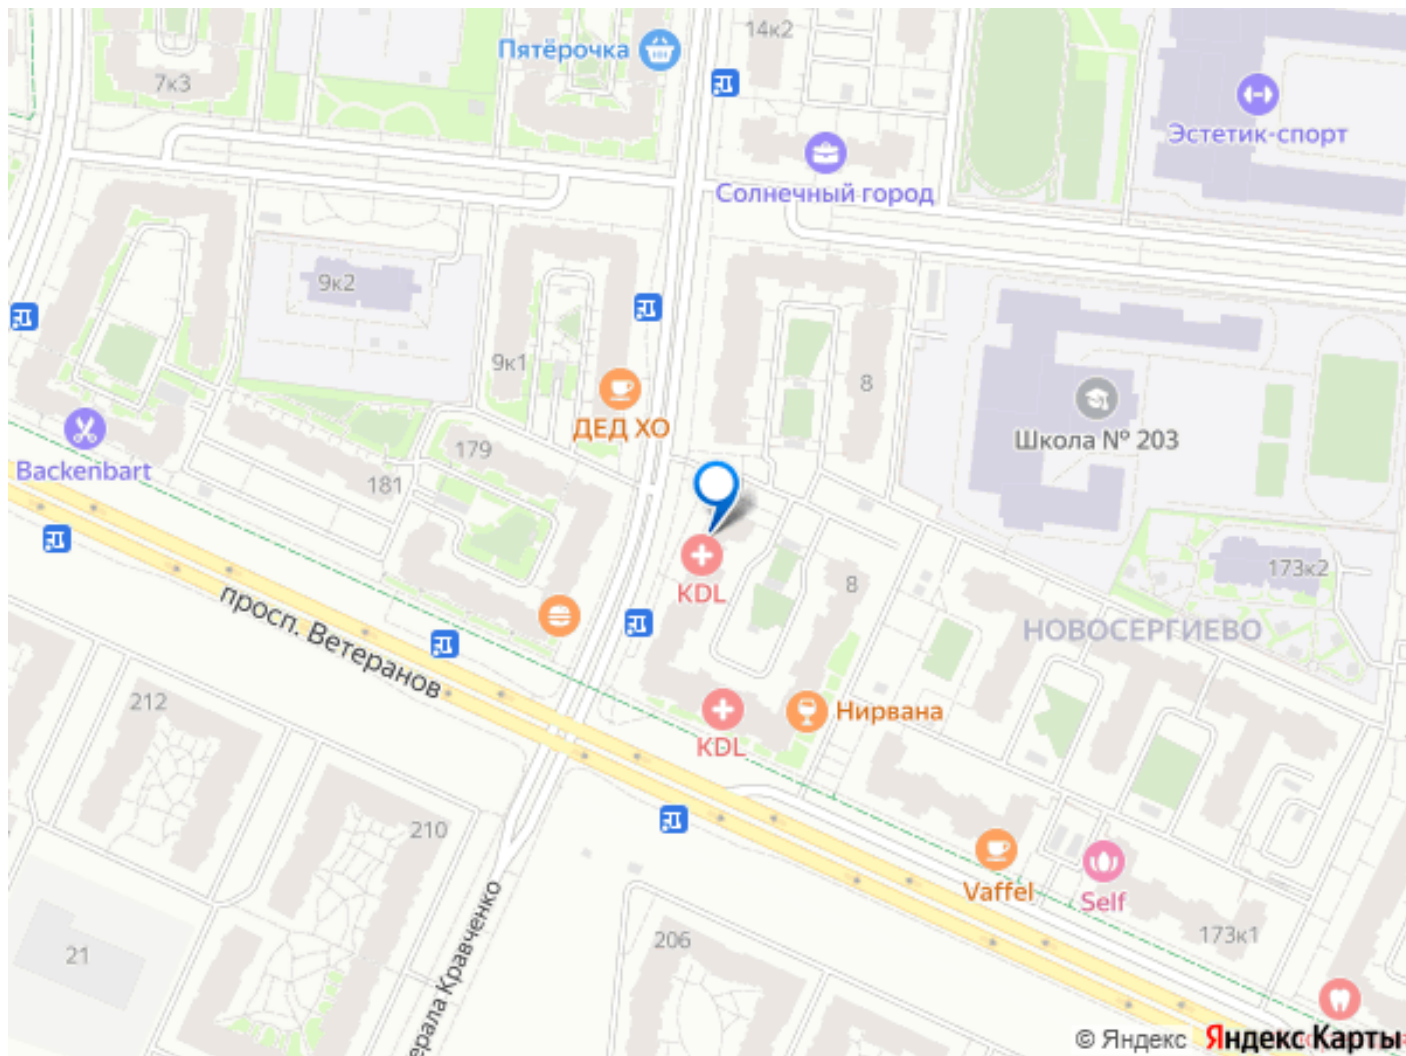 14к2
Пятёрочка
7к3
Эстетик-спорт
Солнечный город
9к2
9к1
8
ДЕД ХО
Школа № 203
179
Backenbart
181
173к2
KDL
8
просп. Ветеранов
НОВОСЕРГИЕВО
212
Нирвана
KDL
210
Vaffel
Self
173к1
206
21
ерала Кравченко
© Яндекс
Яндекс Карты